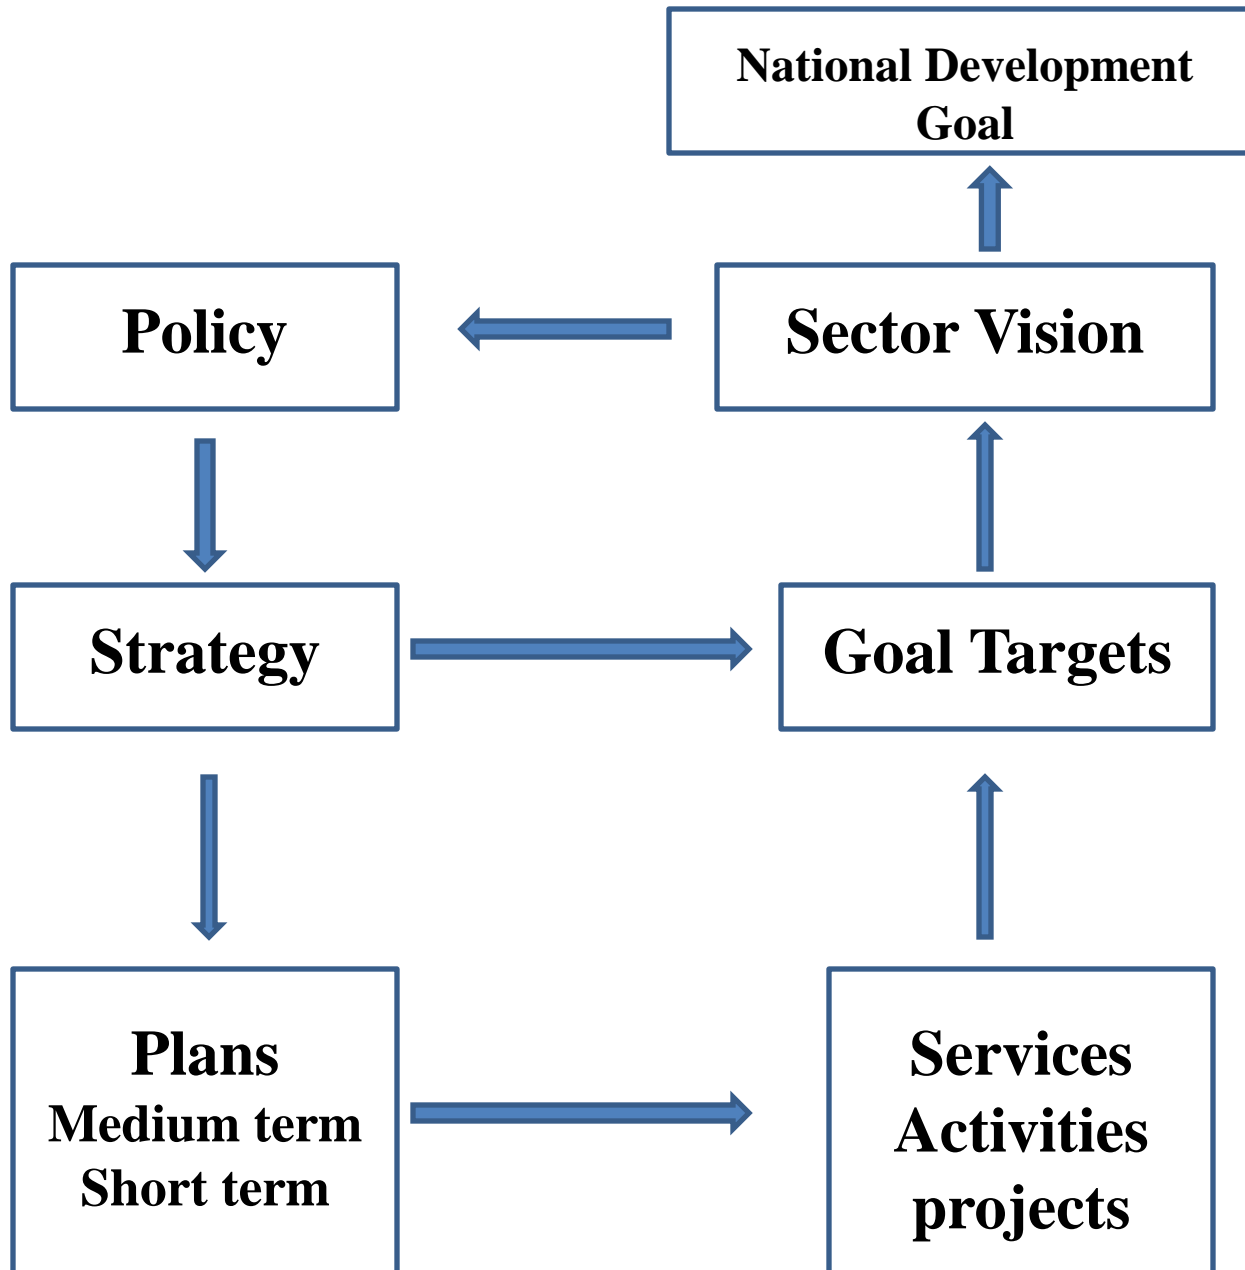 National Development
Goal
Policy
Sector Vision
Strategy
Goal Targets
Plans
Medium term
Short term
Services
Activities
projects